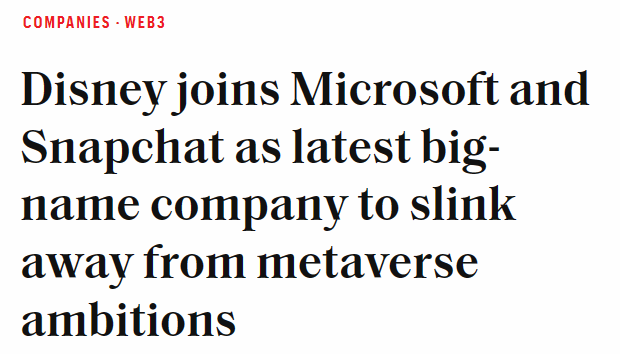 COMPANIES · WEB3
Disney joins Microsoft and
Snapchat as latest big-
name company to slink
away from metaverse
ambitions